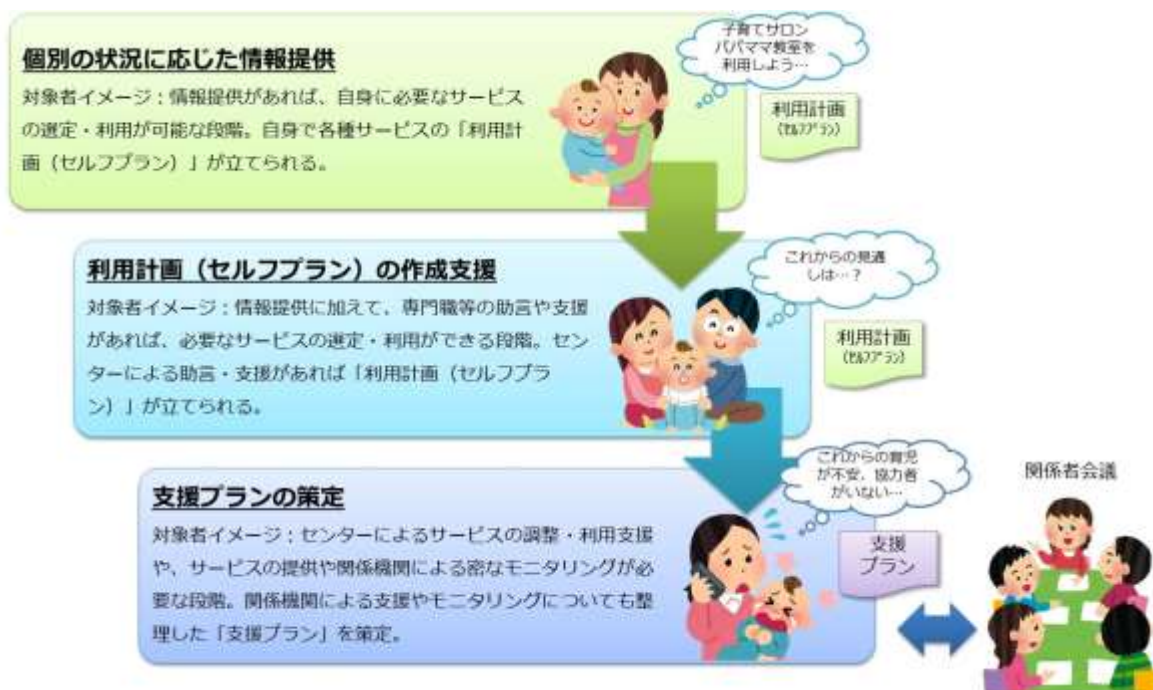 個別の状況に応じた情報提供
対象者イメージ：情報提供があれば、自身に必要なサービス
の選定・利用が可能な段階。自身で各種サービスの「利用計
画（セルフプラン）」が立てられる。
子育てサロン
パパママ教室を
利用しよう…
利用計画
（ｾﾙﾌﾌﾟﾗﾝ）
利用計画（セルフプラン）の作成支援
対象者イメージ：情報提供に加えて、専門職等の助言や支援
があれば、必要なサービスの選定・利用ができる段階。セン
ターによる助言・支援があれば「利用計画（セルフプラ
ン）」が立てられる。
これからの見通
しは…？
利用計画
（ｾﾙﾌﾌﾟﾗﾝ）
支援プランの策定
対象者イメージ：センターによるサービスの調整・利用支援
や、サービスの提供や関係機関による密なモニタリングが必
要な段階。関係機関による支援やモニタリングについても整
理した「支援プラン」を策定。
これからの育児
が不安、協力者
がいない…
支援
プラン
関係者会議